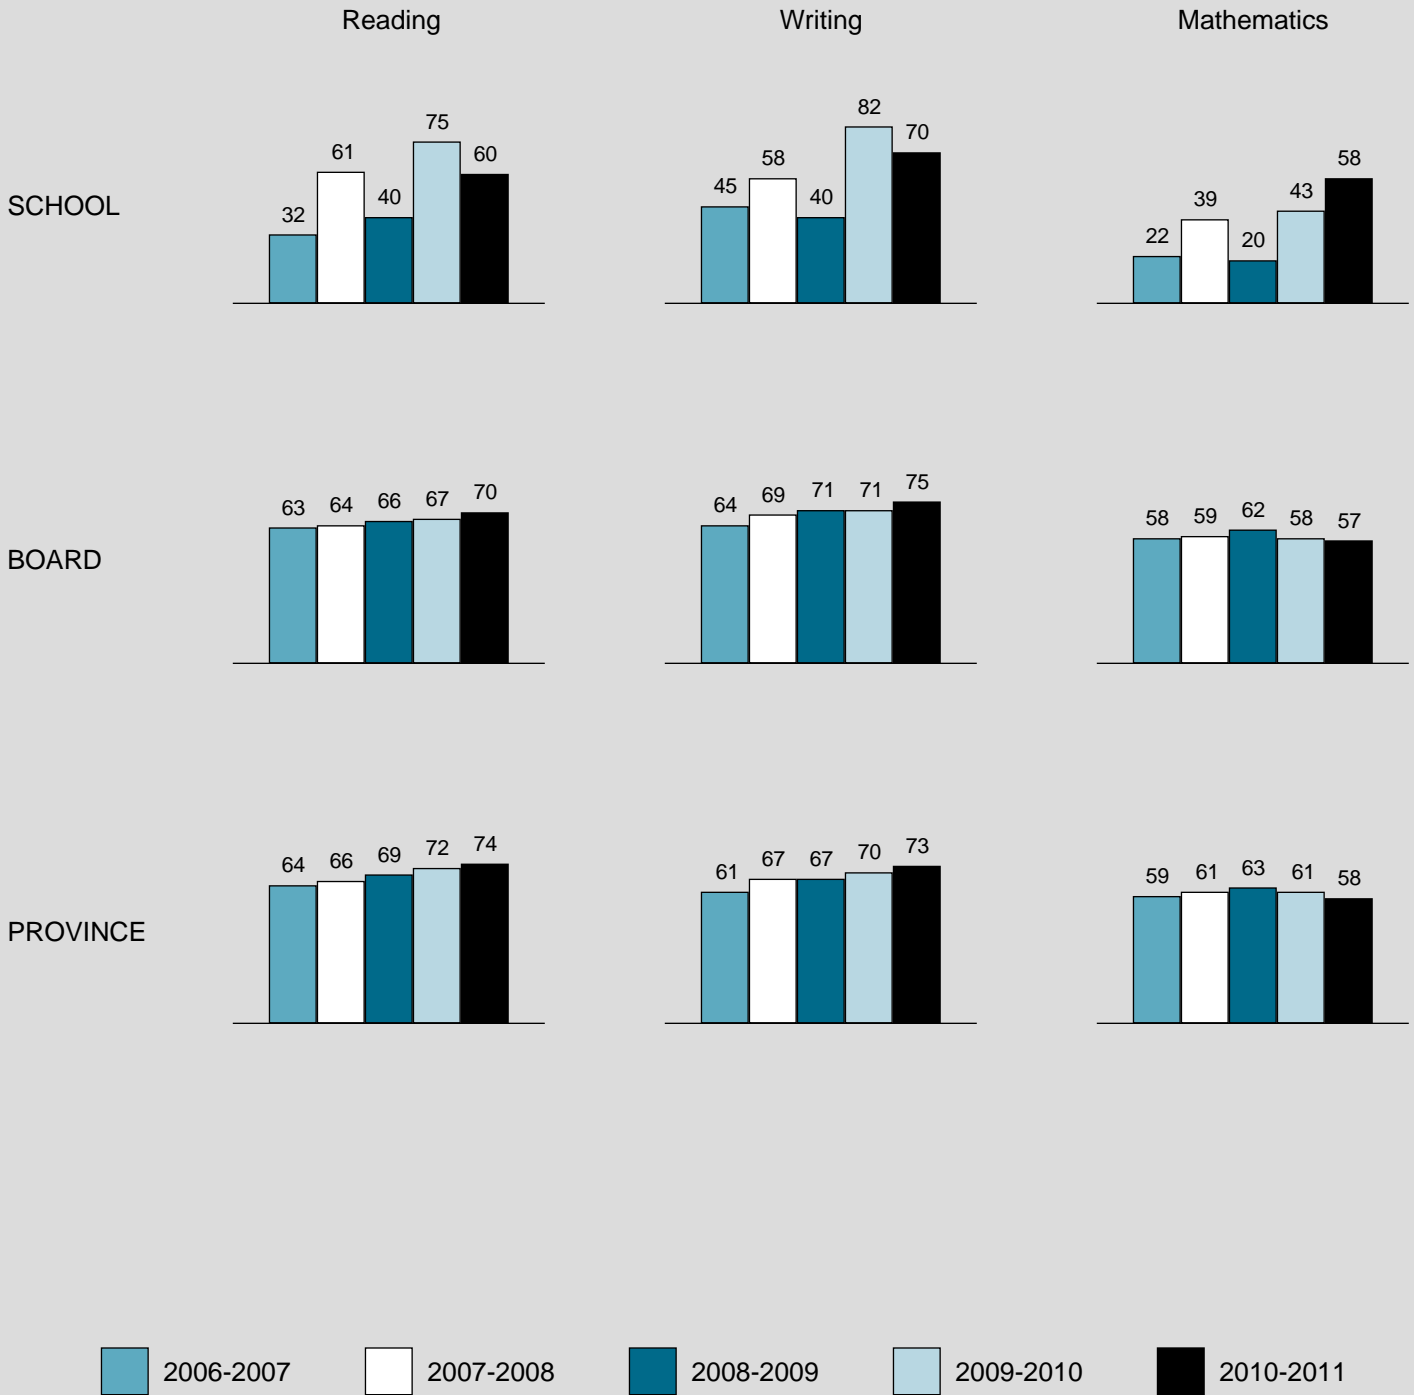 Reading Writing Mathematics
SCHOOL
32 61 40 75 60
45 58 40 82 70
22 39 20 43 58
BOARD
63 64 66 67 70
64 69 71 71 75
58 59 62 58 57
PROVINCE
64 66 69 72 74
61 67 67 70 73
59 61 63 61 58
2006-2007 2007-2008 2008-2009 2009-2010 2010-2011